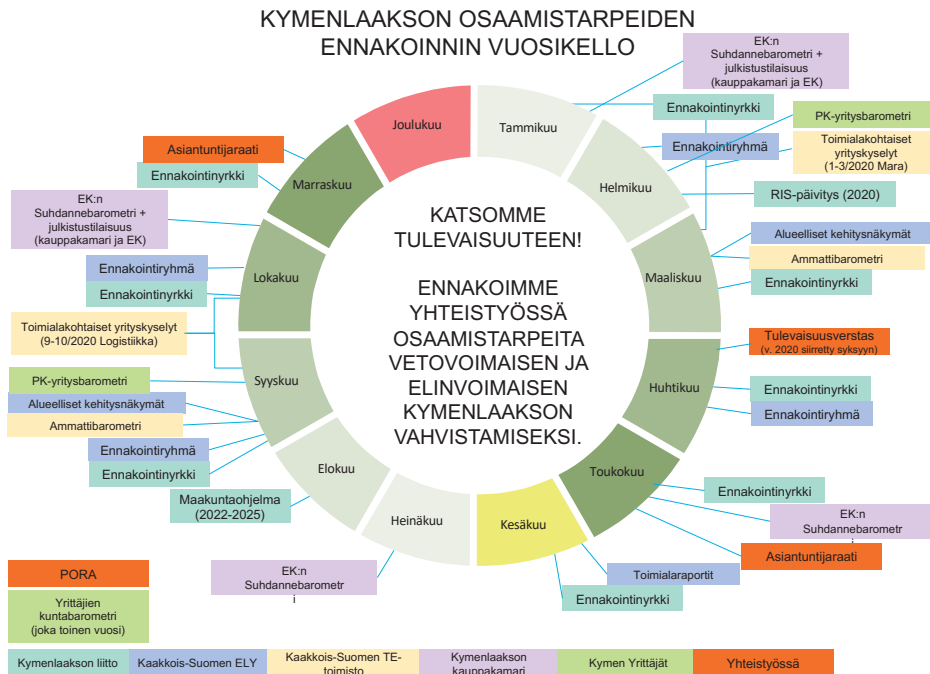 KYMENLAAKSON OSAAMISTARPEIDEN
ENNAKOINNIN VUOSIKELLO
EK:n
Suhdannebarometri +
julkistustilaisuus
(kauppakamari ja EK)
Ennakointinyrkki
PK-yritysbarometri
Ennakointiryhmä
Toimialakohtaiset
yrityskyselyt
(1-3/2020 Mara)
RIS-päivitys (2020)
Alueelliset kehitysnäkymät
Ammattibarometri
Ennakointinyrkki
Tulevaisuusverstas
(v. 2020 siirretty syksyyn)
Ennakointinyrkki
Ennakointiryhmä
Ennakointinyrkki
EK:n
Suhdannebarometr
i
Asiantuntijaraati
Toimialaraportit
Ennakointinyrkki
EK:n
Suhdannebarometr
i
Maakuntaohjelma
(2022-2025)
Ennakointinyrkki
Ennakointiryhmä
Ammattibarometri
Alueelliset kehitysnäkymät
PK-yritysbarometri
Toimialakohtaiset yrityskyselyt
(9-10/2020 Logistiikka)
Ennakointinyrkki
Ennakointiryhmä
EK:n
Suhdannebarometri +
julkistustilaisuus
(kauppakamari ja EK)
Ennakointinyrkki
Asiantuntijaraati
Tammikuu
Helmikuu
Maaliskuu
Huhtikuu
Toukokuu
Kesäkuu
Heinäkuu
Elokuu
Syyskuu
Lokakuu
Marraskuu
Joulukuu
KATSOMME
TULEVAISUUTEEN!
ENNAKOIMME
YHTEISTYÖSSÄ
OSAAMISTARPEITA
VETOVOIMAISEN JA
ELINVOIMAISEN
KYMENLAAKSON
VAHVISTAMISEKSI.
PORA
Yrittäjien
kuntabarometri
(joka toinen vuosi)
Kymenlaakson liitto
Kaakkois-Suomen ELY
Kaakkois-Suomen TE-
toimisto
Kymenlaakson
kauppakamari
Kymen Yrittäjät
Yhteistyössä